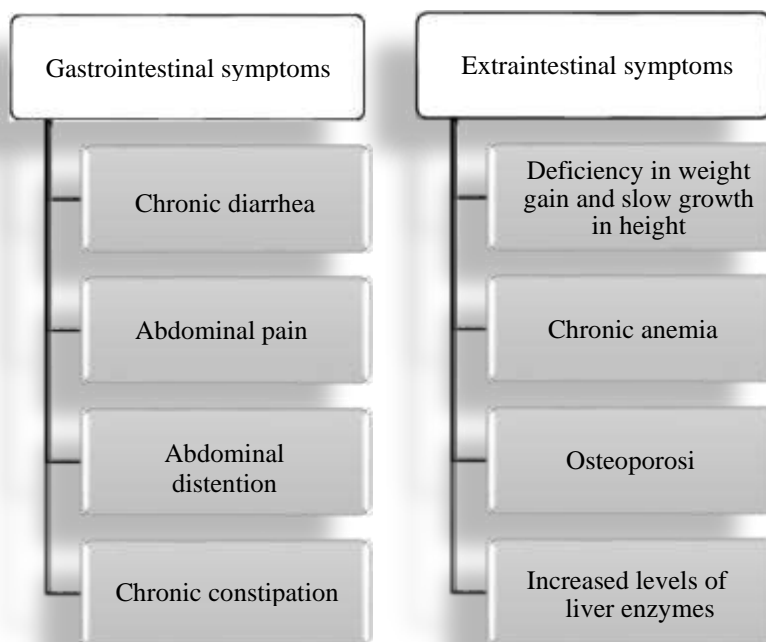 Gastrointestinal symptoms
Chronic diarrhea
Abdominal pain
Abdominal
distention
Chronic constipation
Extraintestinal symptoms
Deficiency in weight
gain and slow growth
in height
Chronic anemia
Osteoporosi
Increased levels of
liver enzymes